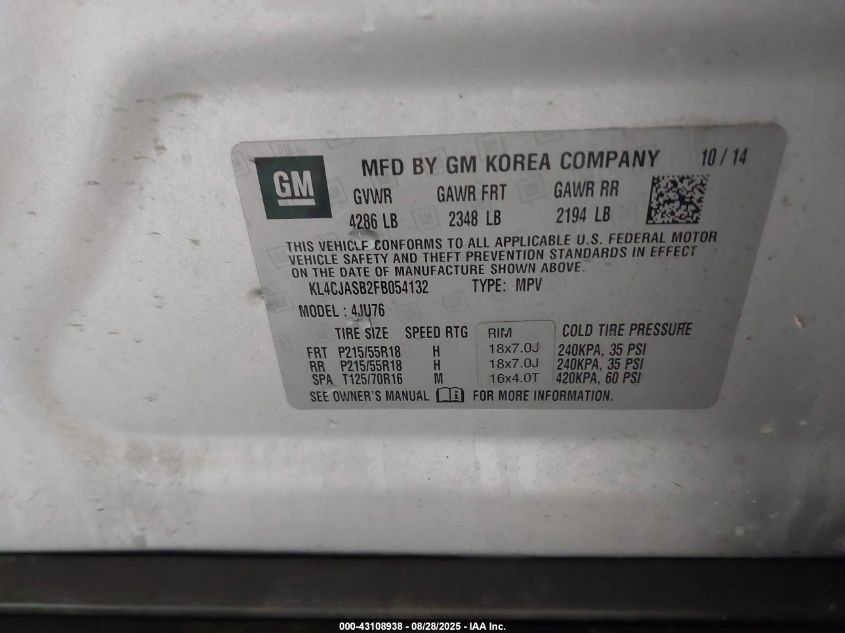 GM
MFD BY GM KOREA COMPANY 10 / 14
GVWR GAWR FRT GAWR RR
4286 LB 2348 LB 2194 LB
THIS VEHICLE CONFORMS TO ALL APPLICABLE U.S. FEDERAL MOTOR
VEHICLE SAFETY AND THEFT PREVENTION STANDARDS IN EFFECT
ON THE DATE OF MANUFACTURE SHOWN ABOVE.
KL4CJASB2FB054132 TYPE: MPV
MODEL : 4JU76
TIRE SIZE SPEED RTG RIM COLD TIRE PRESSURE
FRT P215/55R18 H 18x7.0J 240KPA, 35 PSI
RR P215/55R18 H 18x7.0J 240KPA, 35 PSI
SPA T125/70R16 M 16x4.0T 420KPA, 60 PSI
SEE OWNER'S MANUAL FOR MORE INFORMATION.
000-43108938 - 08/28/2025 - IAA Inc.